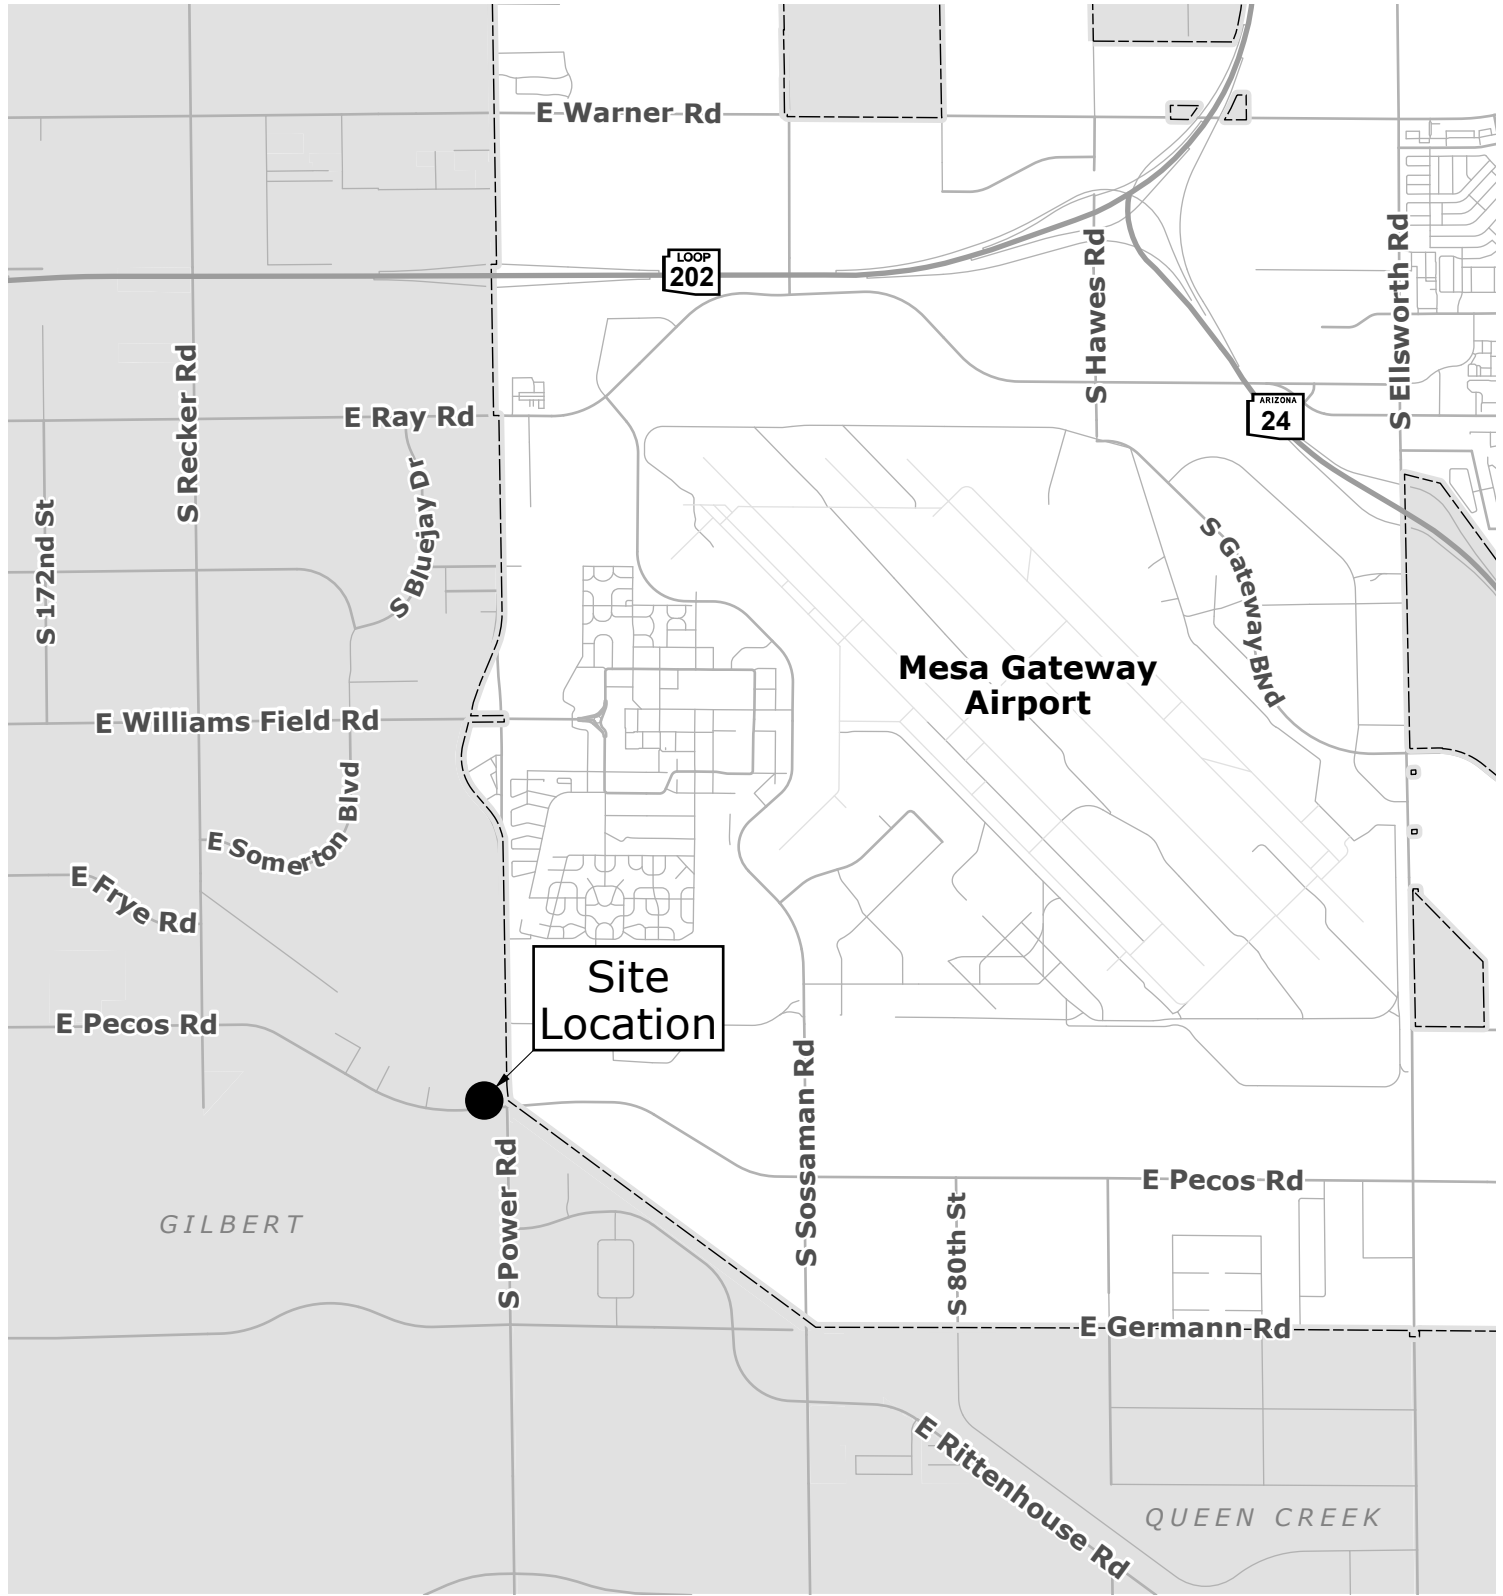 E Warner Rd
LOOP
202
S Hawes Rd
S Ellsworth Rd
S Recker Rd
E Ray Rd
ARIZONA
24
S Bluejay Dr
S 172nd St
S Gateway Blvd
Mesa Gateway
Airport
E Williams Field Rd
E Somerton Blvd
E Frye Rd
Site
Location
E Pecos Rd
S Sossaman Rd
S Power Rd
E Pecos Rd
S 80th St
GILBERT
E Germann Rd
E Rittenhouse Rd
QUEEN CREEK